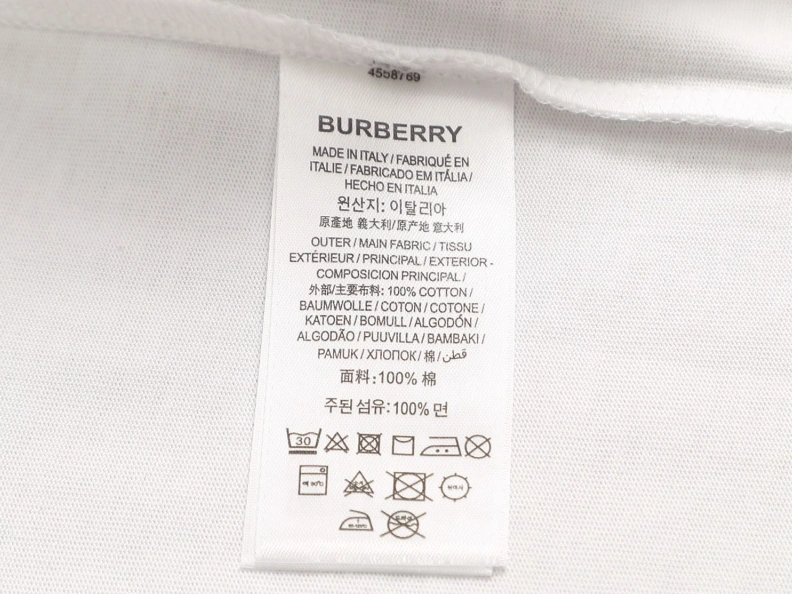 4558769
BURBERRY
MADE IN ITALY / FABRIQUÉ EN
ITALIE / FABRICADO EM ITÁLIA /
HECHO EN ITALIA
원산지: 이탈리아
原產地 義大利/原产地 意大利
OUTER / MAIN FABRIC / TISSU
EXTÉRIEUR / PRINCIPAL / EXTERIOR -
COMPOSICION PRINCIPAL /
外部/主要布料: 100% COTTON /
BAUMWOLLE / COTON / COTONE /
KATOEN / BOMULL / ALGODÓN /
ALGODÃO / PUUVILLA / BAMBAKI /
PAMUK / ХЛОПОК / 棉 / قطن
面料:100% 棉
주된 섬유:100% 면
30